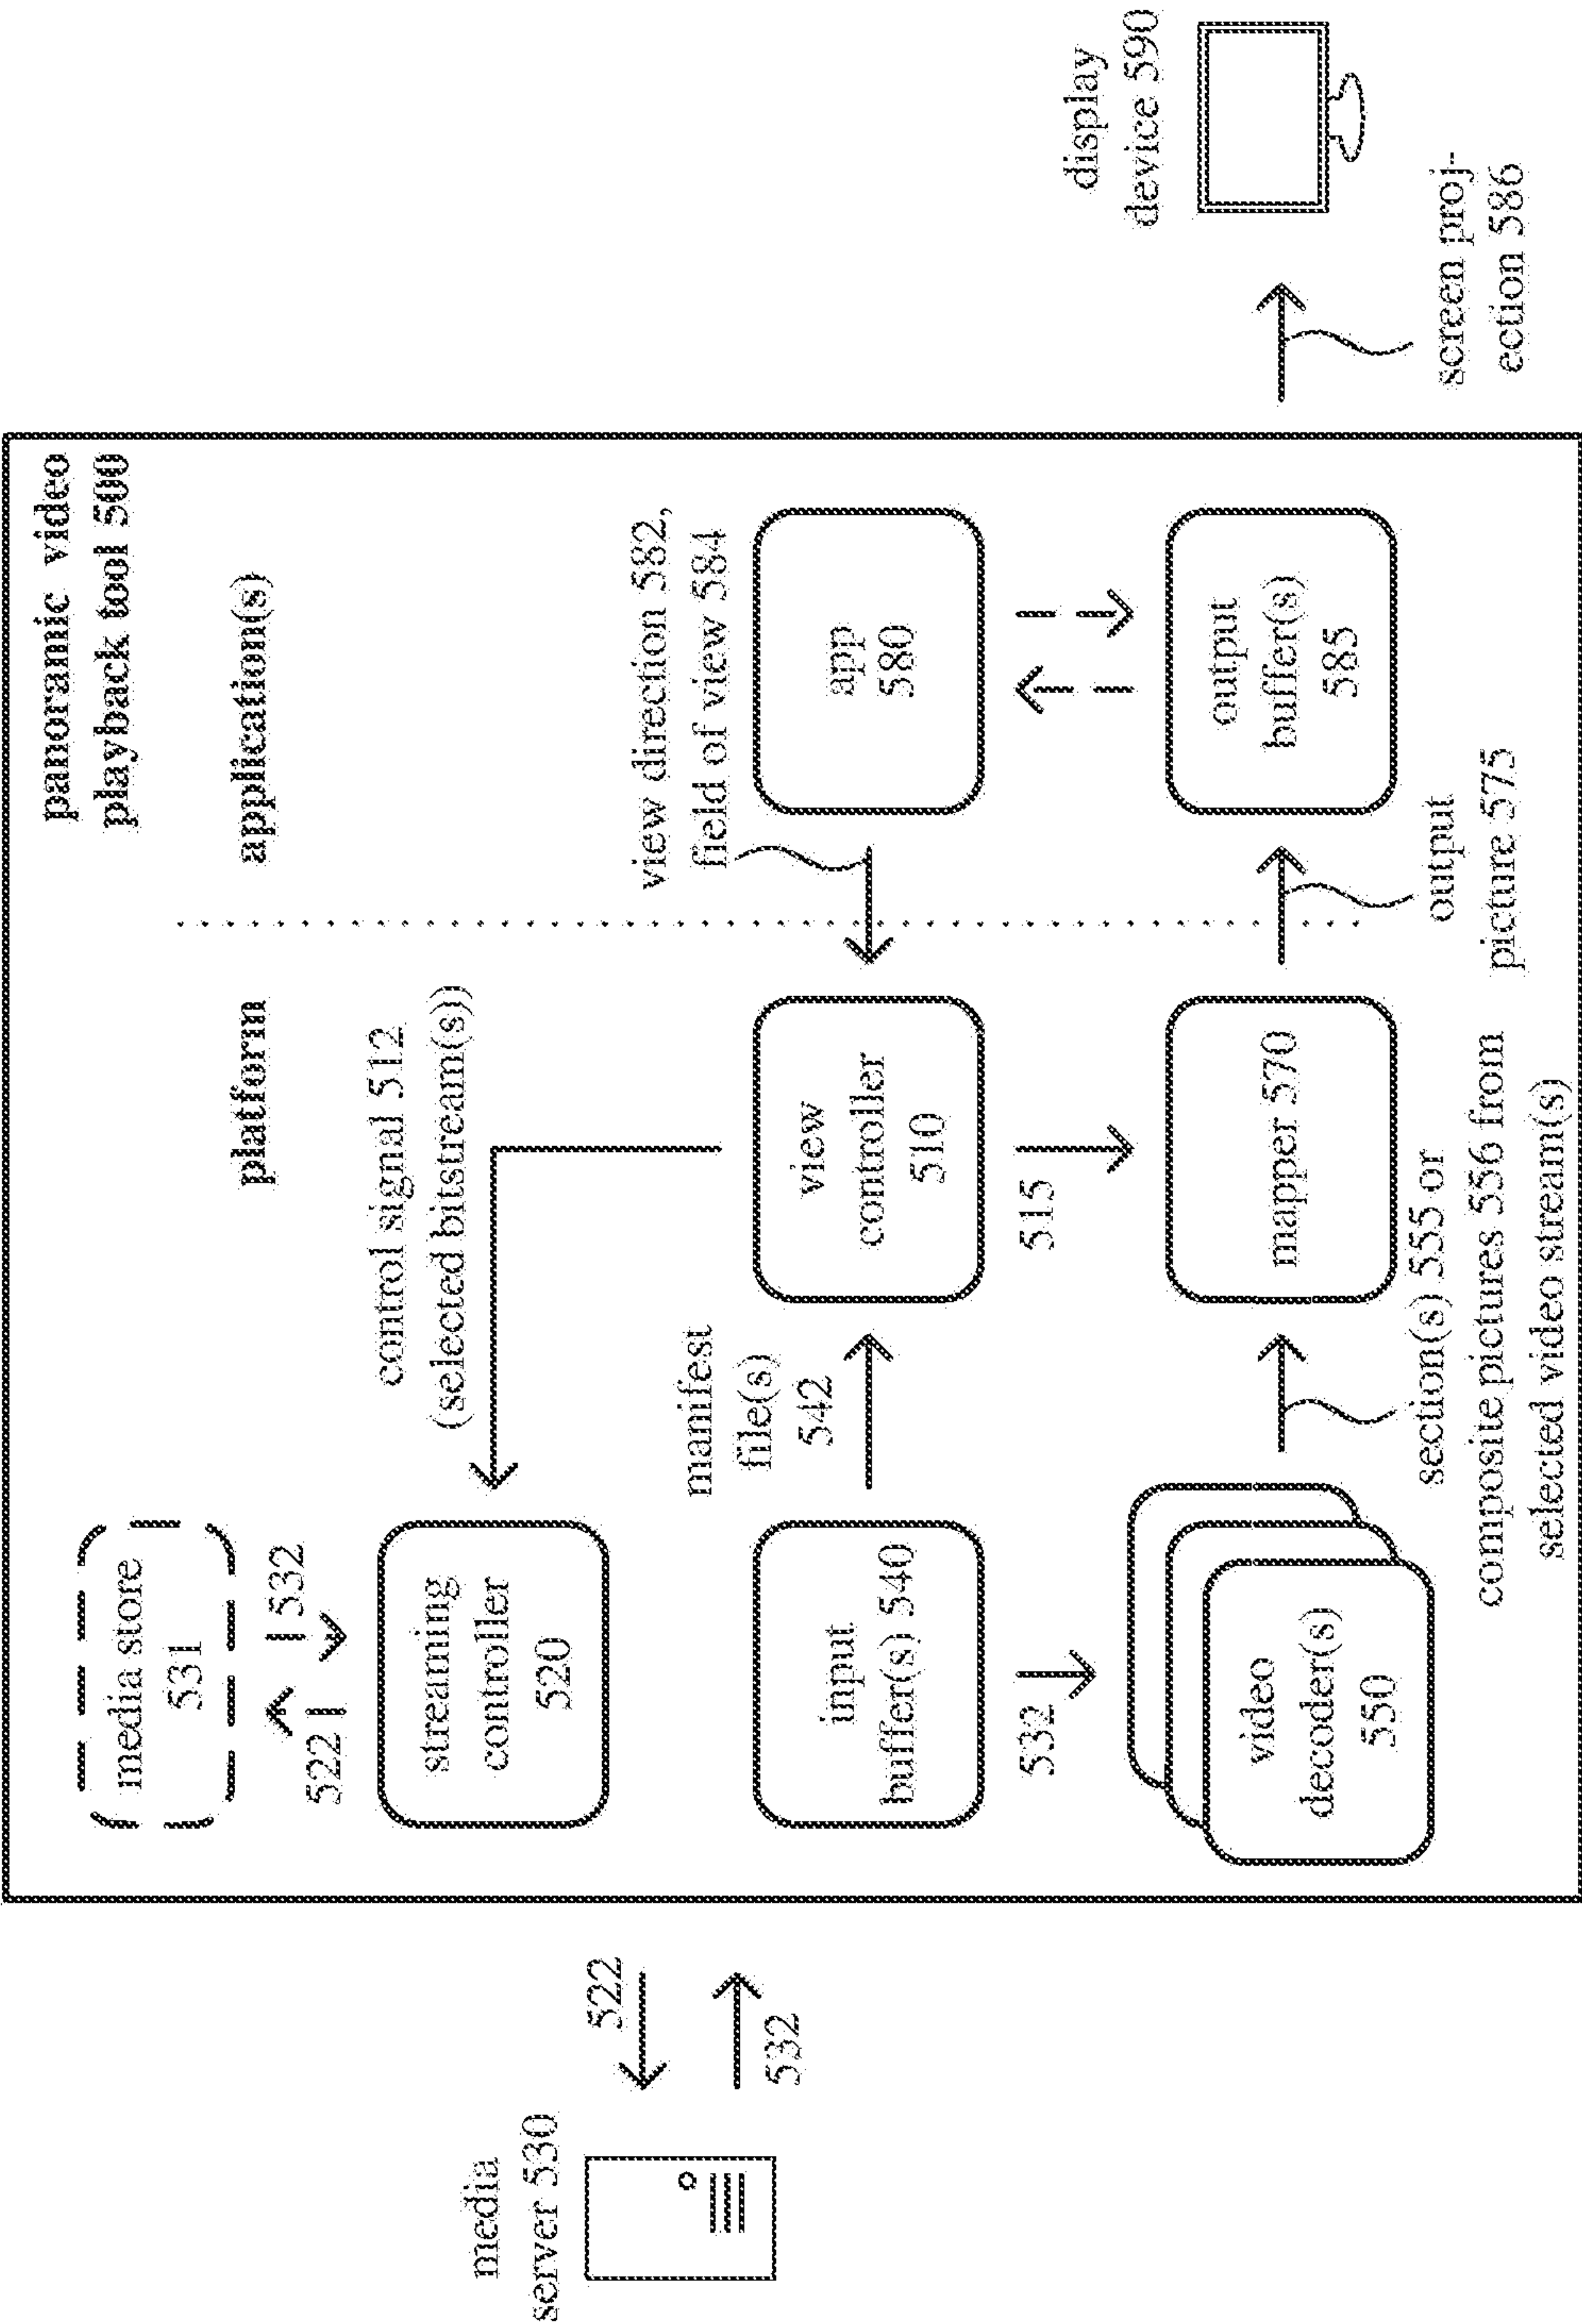 panoramic video
playback tool 500
platform
application(s)
media store
531
522
532
control signal 512
(selected bitstream(s))
streaming
controller
520
media
server 530
522
532
manifest
file(s)
542
view direction 582,
field of view 584
input
buffer(s) 540
view
controller
510
app
580
532
515
display
device 590
video
decoder(s)
550
mapper 570
output
buffer(s)
585
section(s) 555 or
composite pictures 556 from
selected video stream(s)
output
picture 575
screen proj-
ection 586